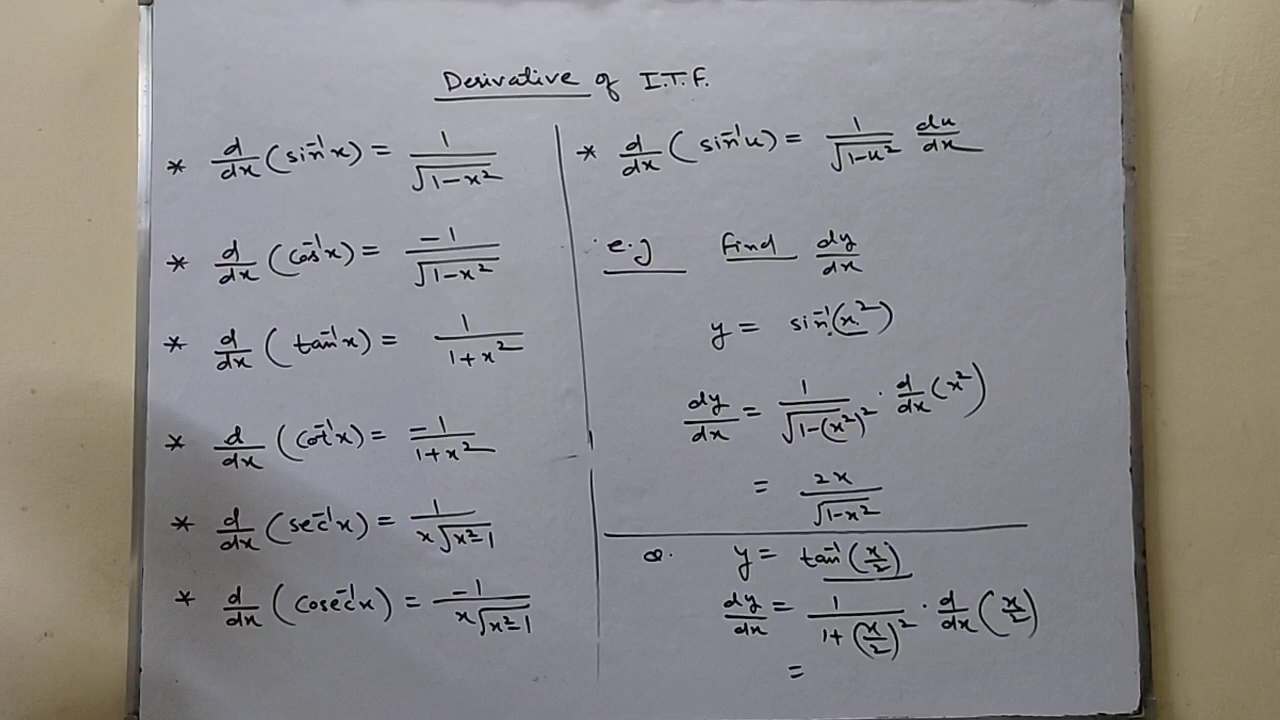 Derivative of I.T.F.
* d/dx (sin⁻¹x) = 1/√(1-x²)
* d/dx (cos⁻¹x) = -1/√(1-x²)
* d/dx (tan⁻¹x) = 1/(1+x²)
* d/dx (cot⁻¹x) = -1/(1+x²)
* d/dx (sec⁻¹x) = 1/(x√(x²-1))
* d/dx (cosec⁻¹x) = -1/(x√(x²-1))
* d/dx (sin⁻¹u) = 1/√(1-u²) du/dx
e.g Find dy/dx
y = sin⁻¹(x²)
dy/dx = 1/√(1-(x²)²) · d/dx (x²)
= 2x/√(1-x²)
Q. y = tan⁻¹(x/2)
dy/dx = 1/(1+(x/2)²) · d/dx (x/2)
=